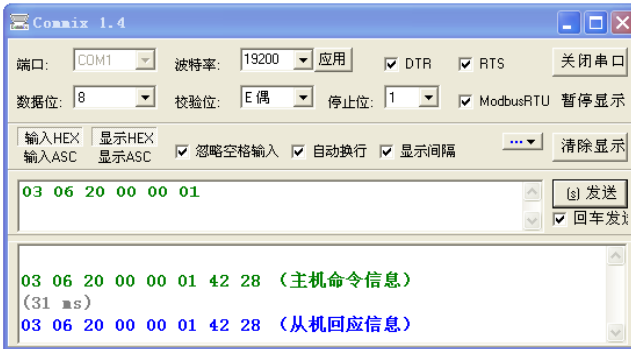 Commix 1.4
端口: COM1 波特率: 19200 应用 DTR RTS 关闭串口
数据位: 8 校验位: E偶 停止位: 1 ModbusRTU 暂停显示
输入HEX 显示HEX
输入ASC 显示ASC 忽略空格输入 自动换行 显示间隔 ... 清除显示
03 06 20 00 00 01 (s) 发送
回车发送
03 06 20 00 00 01 42 28 （主机命令信息）
(31 ms)
03 06 20 00 00 01 42 28 （从机回应信息）